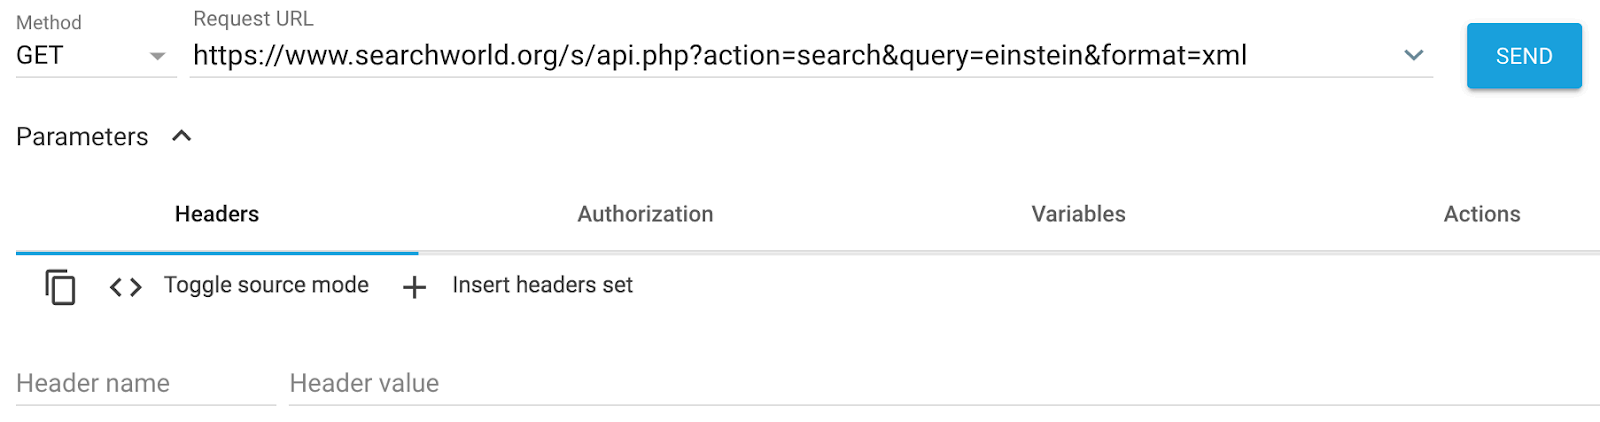 Method
Request URL
GET
https://www.searchworld.org/s/api.php?action=search&query=einstein&format=xml
SEND
Parameters
Headers Authorization Variables Actions
Toggle source mode Insert headers set
Header name Header value